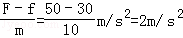 F-f/m = 50-30/10 m/s² = 2m/s²